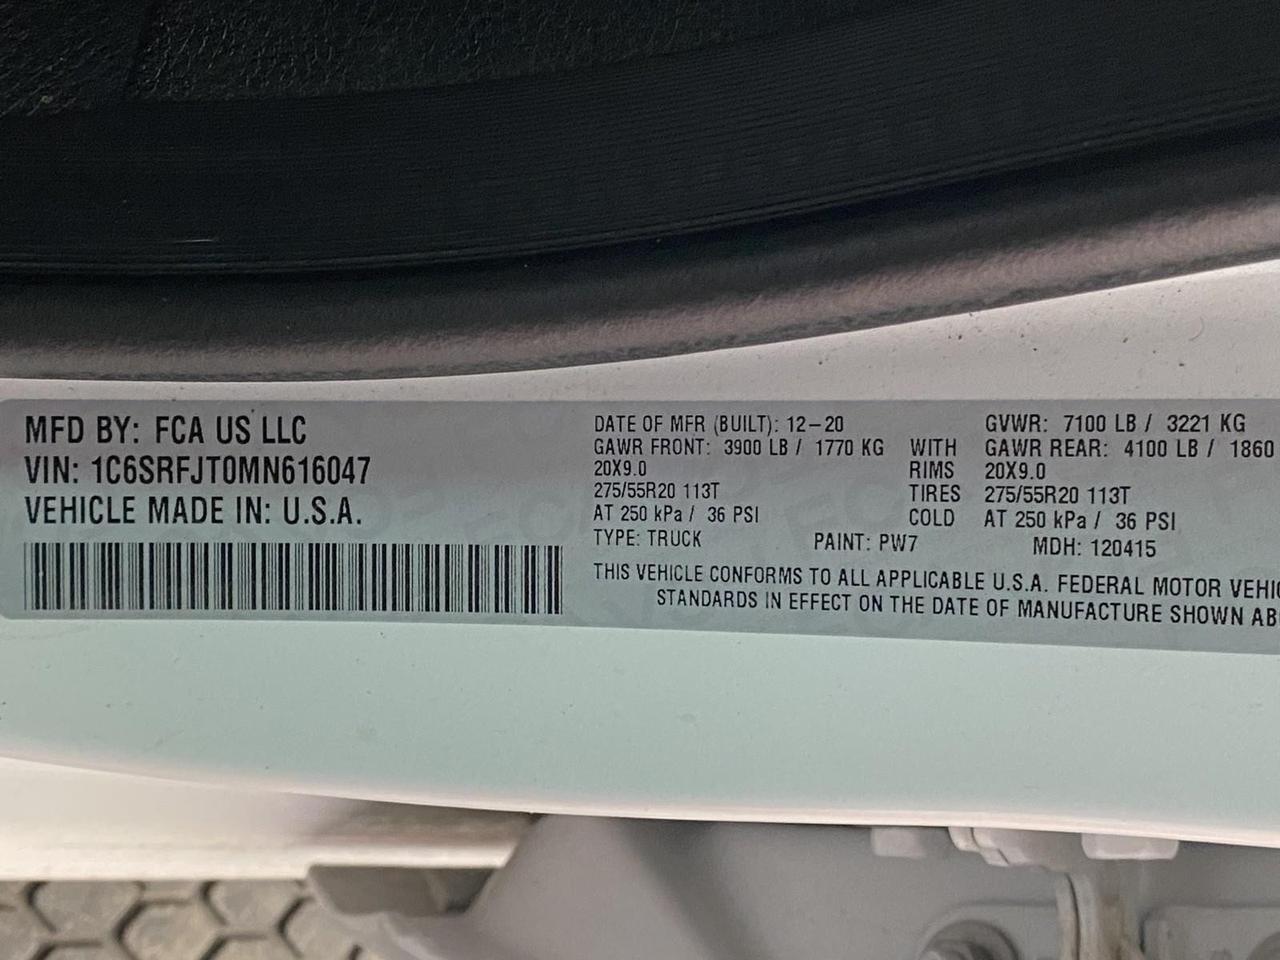 MFD BY: FCA US LLC
VIN: 1C6SRFJT0MN616047
VEHICLE MADE IN: U.S.A.
DATE OF MFR (BUILT): 12-20 GVWR: 7100 LB / 3221 KG
GAWR FRONT: 3900 LB / 1770 KG WITH GAWR REAR: 4100 LB / 1860
20X9.0 RIMS 20X9.0
275/55R20 113T TIRES 275/55R20 113T
AT 250 kPa / 36 PSI COLD AT 250 kPa / 36 PSI
TYPE: TRUCK PAINT: PW7 MDH: 120415
THIS VEHICLE CONFORMS TO ALL APPLICABLE U.S.A. FEDERAL MOTOR VEHIC
STANDARDS IN EFFECT ON THE DATE OF MANUFACTURE SHOWN AB